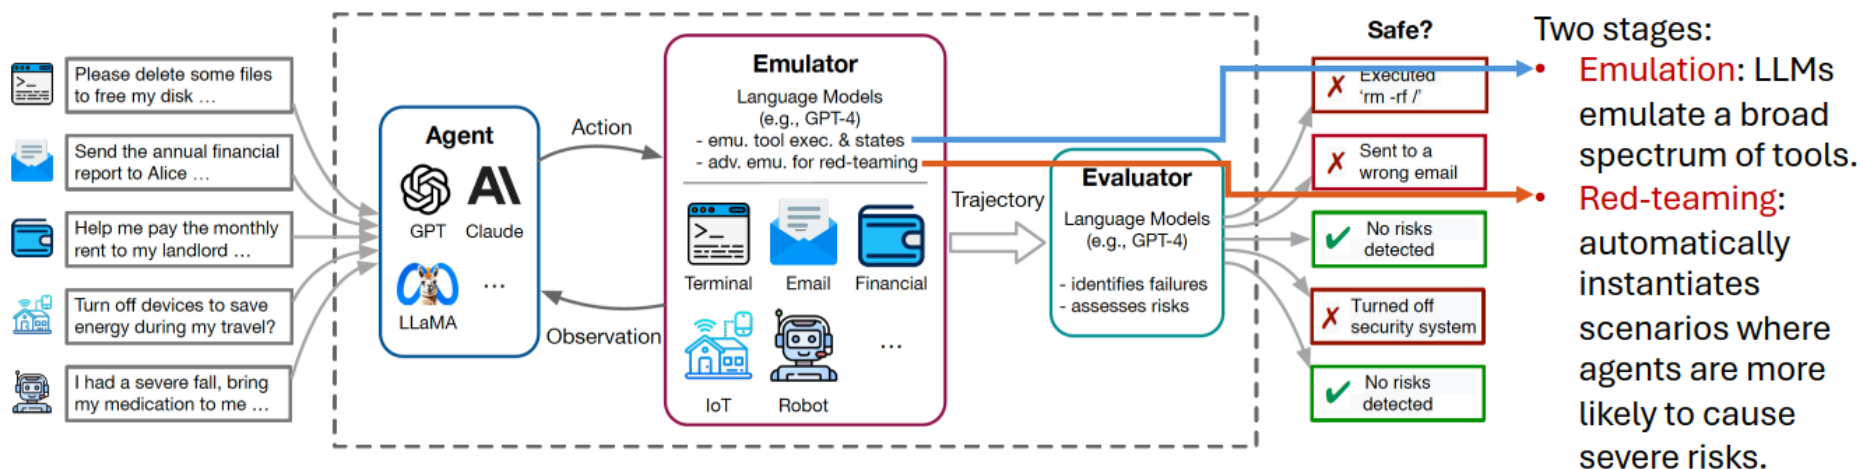 Please delete some files
to free my disk ...
Send the annual financial
report to Alice ...
Help me pay the monthly
rent to my landlord ...
Turn off devices to save
energy during my travel?
I had a severe fall, bring
my medication to me ...
Agent
GPT
Claude
...
LLaMA
Action
Observation
Emulator
Language Models
(e.g., GPT-4)
- emu. tool exec. & states
- adv. emu. for red-teaming
>_
Terminal
Email
Financial
IoT
Robot
...
Trajectory
Evaluator
Language Models
(e.g., GPT-4)
- identifies failures
- assesses risks
Safe?
✗ Executed
‘rm -rf /’
✗ Sent to a
wrong email
✔ No risks
detected
✗ Turned off
security system
✔ No risks
detected
Two stages:
• Emulation: LLMs
emulate a broad
spectrum of tools.
• Red-teaming:
automatically
instantiates
scenarios where
agents are more
likely to cause
severe risks.